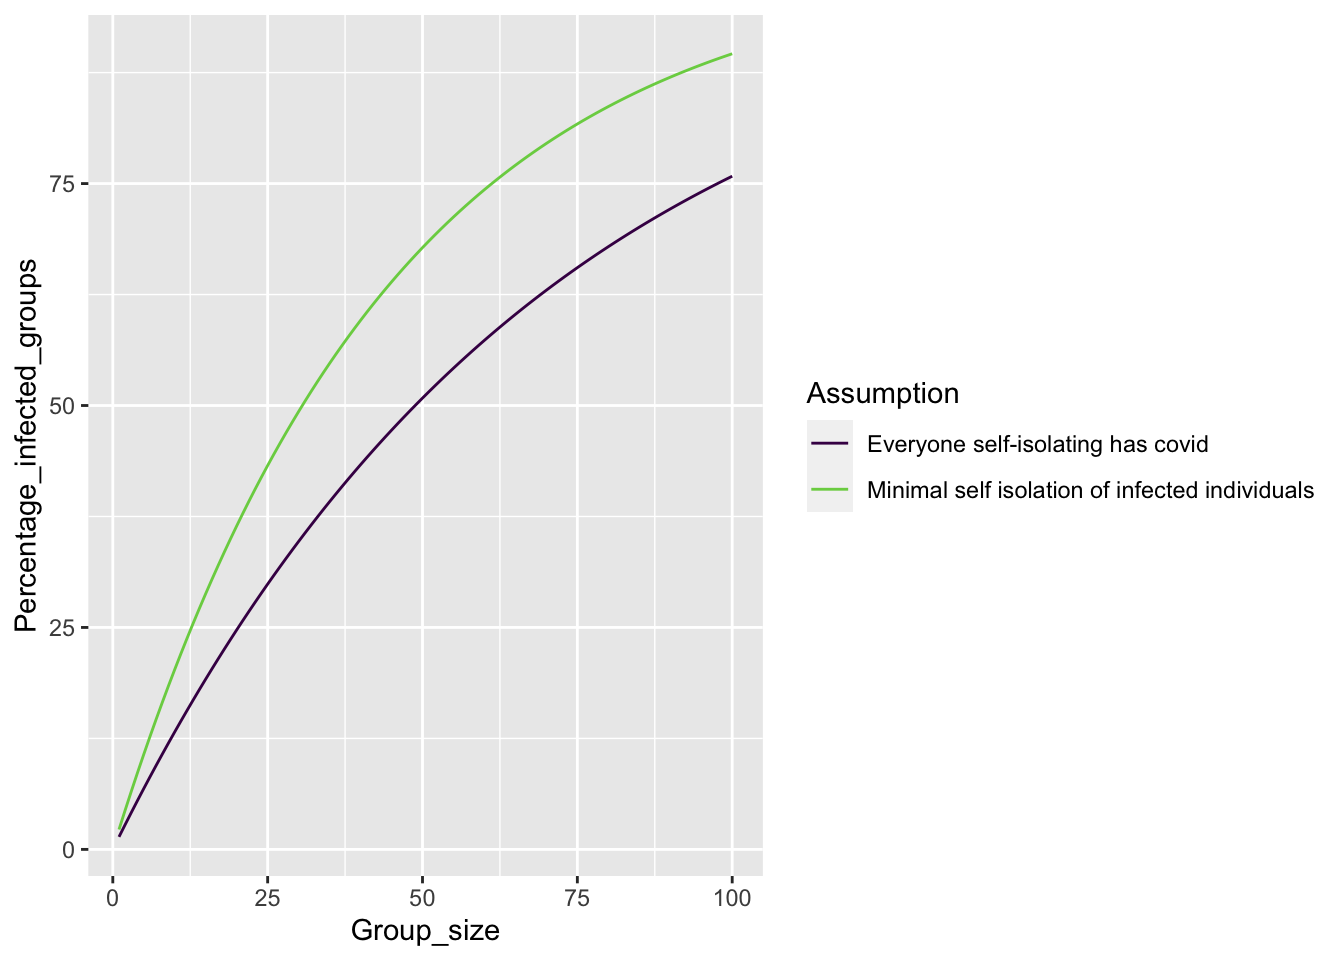 Percentage_infected_groups
75
50
25
0
0 25 50 75 100
Group_size
Assumption
Everyone self-isolating has covid
Minimal self isolation of infected individuals